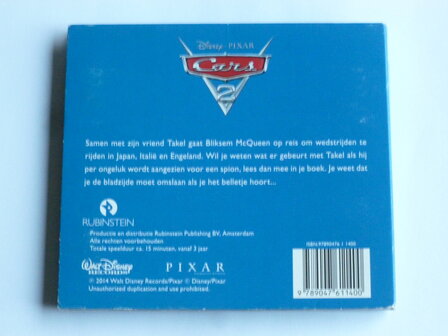 Disney · PIXAR
Cars
2
Samen met zijn vriend Takel gaat Bliksem McQueen op reis om wedstrijden te
rijden in Japan, Italië en Engeland. Wil je weten wat er gebeurt met Takel als hij
per ongeluk wordt aangezien voor een spion, lees dan mee in je boek. Je weet dat
je de bladzijde moet omslaan als je het belletje hoort...
RUBINSTEIN
Productie en distributie Rubinstein Publishing BV, Amsterdam
Alle rechten voorbehouden
Totale speelduur ca. 15 minuten, vanaf 3 jaar
WALT DISNEY
RECORDS
PIXAR
© 2014 Walt Disney Records/Pixar © Disney/Pixar
Unauthorized duplication and use prohibited.
ISBN 97890476 1 1400
9 789047 611400